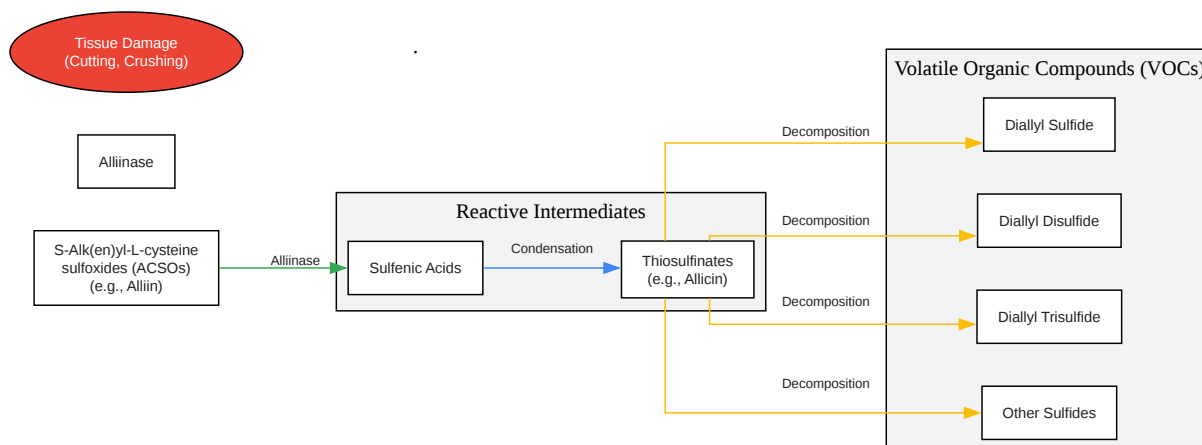 Tissue Damage
(Cutting, Crushing)
Alliinase
S-Alk(en)yl-L-cysteine
sulfoxides (ACSOs)
(e.g., Alliin)
Alliinase
Reactive Intermediates
Sulfenic Acids
Condensation
Thiosulfinates
(e.g., Allicin)
Decomposition
Decomposition
Decomposition
Decomposition
Volatile Organic Compounds (VOCs)
Diallyl Sulfide
Diallyl Disulfide
Diallyl Trisulfide
Other Sulfides